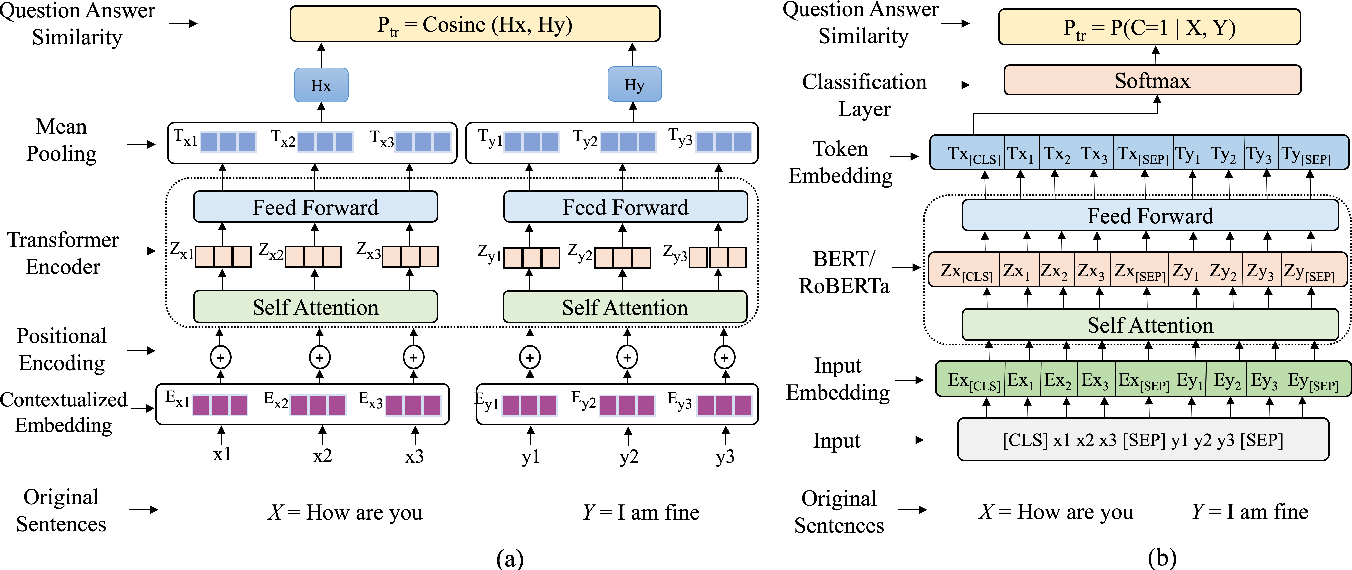 Question Answer
Similarity
P_tr = Cosinc (Hx, Hy)
Hx
Hy
Mcan
Pooling
T_x1 T_x2 T_x3
T_y1 T_y2 T_y3
Feed Forward
Fccd Forward
Transformer
Encoder
Z_x1 Z_x2 Z_x3
Z_y1 Z_y2 Z_y3
Self Attention
Self Attention
Positional
Encoding
+ + +
+ + +
Contextualized
Embedding
E_x1 E_x2 E_x3
E_y1 E_y2 E_y3
x1 x2 x3
y1 y2 y3
Original
Sentences
X = How are you
Y = I am fine
(a)
Question Answer
Similarity
P_tr = P(C=1 | X, Y)
Classification
Layer
Softmax
Token
Embedding
Tx_[CLS] Tx_1 Tx_2 Tx_3 Tx_[SEP] Ty_1 Ty_2 Ty_3 Ty_[SEP]
Feed Forward
BERT/
RoBERTa
Zx_[CLS] Zx_1 Zx_2 Zx_3 Zx_[SEP] Zy_1 Zy_2 Zy_3 Zy_[SEP]
Self Attention
Input
Embedding
Ex_[CLS] Ex_1 Ex_2 Ex_3 Ex_[SEP] Ey_1 Ey_2 Ey_3 Ey_[SEP]
Input
[CLS] x1 x2 x3 [SEP] y1 y2 y3 [SEP]
Original
Sentences
X = How are you
Y = I am fine
(b)